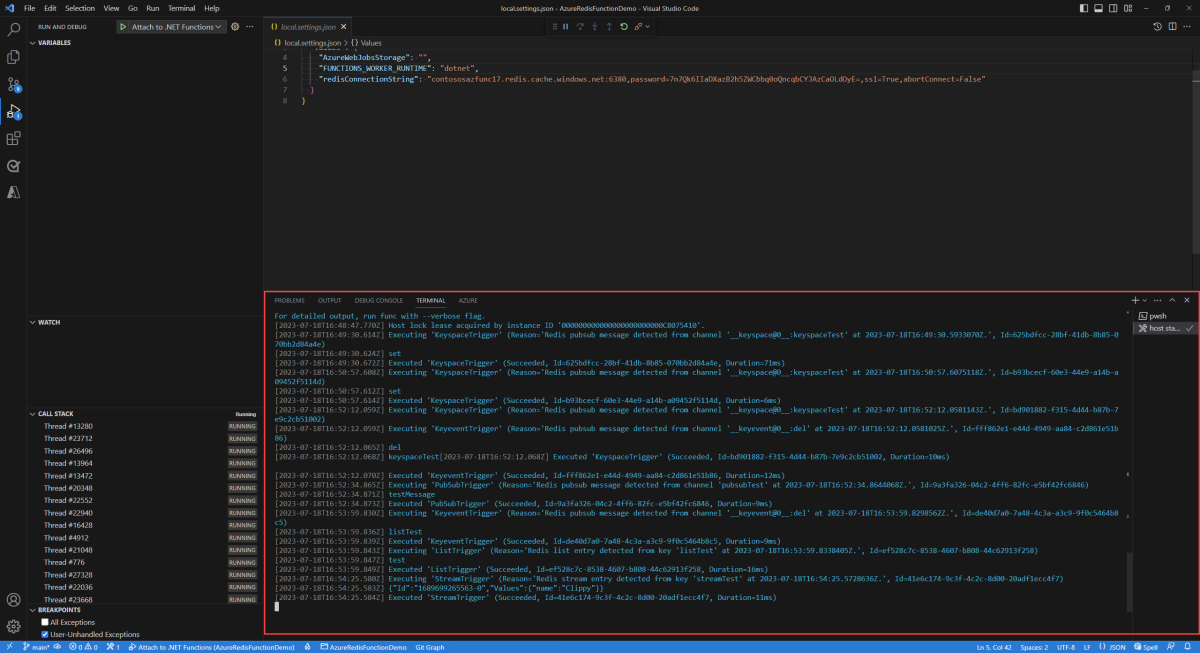 File Edit Selection View Go Run Terminal Help
local.settings.json - AzureRedisFunctionDemo - Visual Studio Code
RUN AND DEBUG
Attach to .NET Functions
VARIABLES
WATCH
CALL STACK
Running
Thread #13280 RUNNING
Thread #23712 RUNNING
Thread #26496 RUNNING
Thread #13964 RUNNING
Thread #13472 RUNNING
Thread #20348 RUNNING
Thread #22552 RUNNING
Thread #22940 RUNNING
Thread #16428 RUNNING
Thread #4912 RUNNING
Thread #21048 RUNNING
Thread #776 RUNNING
Thread #27328 RUNNING
Thread #22036 RUNNING
Thread #23668 RUNNING
BREAKPOINTS
All Exceptions
User-Unhandled Exceptions
{} local.settings.json
{} local.settings.json > {} Values
4 "AzureWebJobsStorage": "",
5 "FUNCTIONS_WORKER_RUNTIME": "dotnet",
6 "redisConnectionString": "contososazfunc17.redis.cache.windows.net:6380,password=7n7Qk6IIaDXazB2h5ZWCbbq0oQncqbCYJAzCaOLdOyE=,ssl=True,abortConnect=False"
7 }
8 }
PROBLEMS OUTPUT DEBUG CONSOLE TERMINAL AZURE
pwsh
host sta...
For detailed output, run func with --verbose flag.
[2023-07-18T16:48:47.770Z] Host lock lease acquired by instance ID '000000000000000000000000C8075410'.
[2023-07-18T16:49:30.614Z] Executing 'KeyspaceTrigger' (Reason='Redis pubsub message detected from channel '__keyspace@0__:keyspaceTest' at 2023-07-18T16:49:30.5933070Z.', Id=625bdfcc-28bf-41db-8b85-0
70bb2d84a4e)
[2023-07-18T16:49:30.624Z] set
[2023-07-18T16:49:30.672Z] Executed 'KeyspaceTrigger' (Succeeded, Id=625bdfcc-28bf-41db-8b85-070bb2d84a4e, Duration=71ms)
[2023-07-18T16:50:57.608Z] Executing 'KeyspaceTrigger' (Reason='Redis pubsub message detected from channel '__keyspace@0__:keyspaceTest' at 2023-07-18T16:50:57.6075118Z.', Id=b93bcecf-60e3-44e9-a14b-a
09452f5114d)
[2023-07-18T16:50:57.612Z] set
[2023-07-18T16:50:57.614Z] Executed 'KeyspaceTrigger' (Succeeded, Id=b93bcecf-60e3-44e9-a14b-a09452f5114d, Duration=6ms)
[2023-07-18T16:52:12.059Z] Executing 'KeyspaceTrigger' (Reason='Redis pubsub message detected from channel '__keyspace@0__:keyspaceTest' at 2023-07-18T16:52:12.0581143Z.', Id=bd901882-f315-4d44-b87b-7
e9c2cb51002)
[2023-07-18T16:52:12.059Z] Executing 'KeyeventTrigger' (Reason='Redis pubsub message detected from channel '__keyevent@0__:del' at 2023-07-18T16:52:12.0581025Z.', Id=fff862e1-e44d-4949-aa84-c2d861e51b
86)
[2023-07-18T16:52:12.065Z] del
[2023-07-18T16:52:12.068Z] keyspaceTest[2023-07-18T16:52:12.068Z] Executed 'KeyspaceTrigger' (Succeeded, Id=bd901882-f315-4d44-b87b-7e9c2cb51002, Duration=10ms)
[2023-07-18T16:52:12.070Z] Executed 'KeyeventTrigger' (Succeeded, Id=fff862e1-e44d-4949-aa84-c2d861e51b86, Duration=12ms)
[2023-07-18T16:52:34.865Z] Executing 'PubSubTrigger' (Reason='Redis pubsub message detected from channel 'pubsubTest' at 2023-07-18T16:52:34.8644068Z.', Id=9a3fa326-04c2-4ff6-82fc-e5bf42fc6846)
[2023-07-18T16:52:34.871Z] testMessage
[2023-07-18T16:52:34.873Z] Executed 'PubSubTrigger' (Succeeded, Id=9a3fa326-04c2-4ff6-82fc-e5bf42fc6846, Duration=9ms)
[2023-07-18T16:53:59.830Z] Executing 'KeyeventTrigger' (Reason='Redis pubsub message detected from channel '__keyevent@0__:del' at 2023-07-18T16:53:59.8298562Z.', Id=de40d7a0-7a48-4c3a-a3c9-9f0c5464b8
c5)
[2023-07-18T16:53:59.836Z] listTest
[2023-07-18T16:53:59.839Z] Executed 'KeyeventTrigger' (Succeeded, Id=de40d7a0-7a48-4c3a-a3c9-9f0c5464b8c5, Duration=9ms)
[2023-07-18T16:53:59.843Z] Executing 'ListTrigger' (Reason='Redis list entry detected from key 'listTest' at 2023-07-18T16:53:59.8338405Z.', Id=ef528c7c-8538-4607-b808-44c62913f258)
[2023-07-18T16:53:59.847Z] test
[2023-07-18T16:53:59.849Z] Executed 'ListTrigger' (Succeeded, Id=ef528c7c-8538-4607-b808-44c62913f258, Duration=16ms)
[2023-07-18T16:54:25.580Z] Executing 'StreamTrigger' (Reason='Redis stream entry detected from key 'streamTest' at 2023-07-18T16:54:25.5728636Z.', Id=41e6c174-9c3f-4c2c-8d00-20adf1ecc4f7)
[2023-07-18T16:54:25.583Z] {"Id":"1689699265563-0","Values":{"name":"Clippy"}}
[2023-07-18T16:54:25.584Z] Executed 'StreamTrigger' (Succeeded, Id=41e6c174-9c3f-4c2c-8d00-20adf1ecc4f7, Duration=11ms)
main* 0 0 1 Attach to .NET Functions (AzureRedisFunctionDemo) AzureRedisFunctionDemo Git Graph
Ln 5, Col 42 Spaces: 2 UTF-8 LF {} JSON Spell